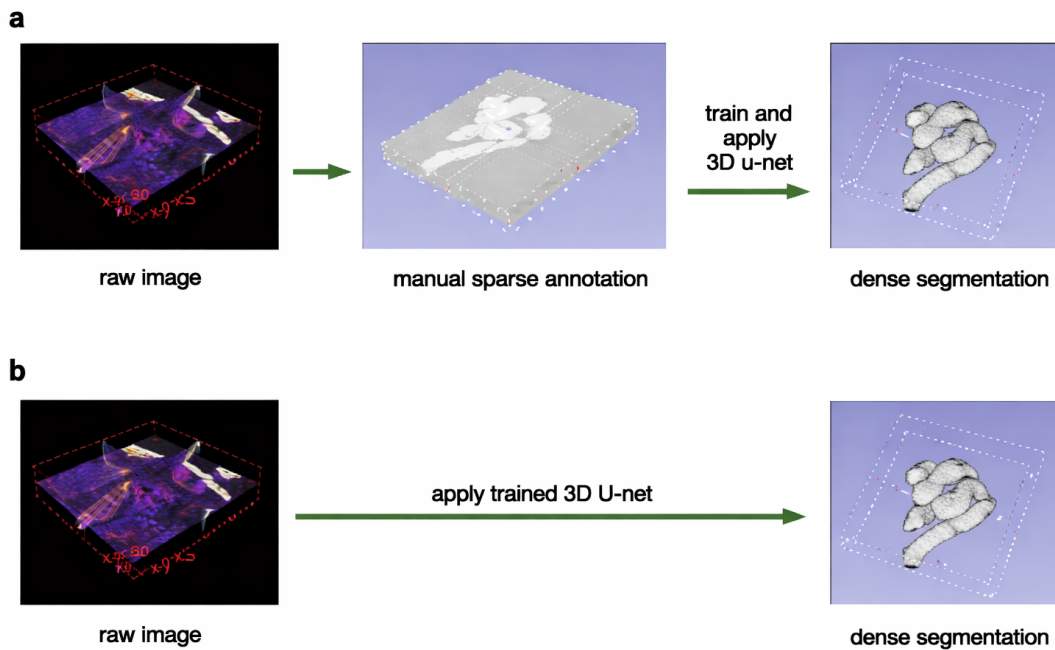 a
train and
apply
3D u-net
raw image
manual sparse annotation
dense segmentation
b
apply trained 3D U-net
raw image
dense segmentation